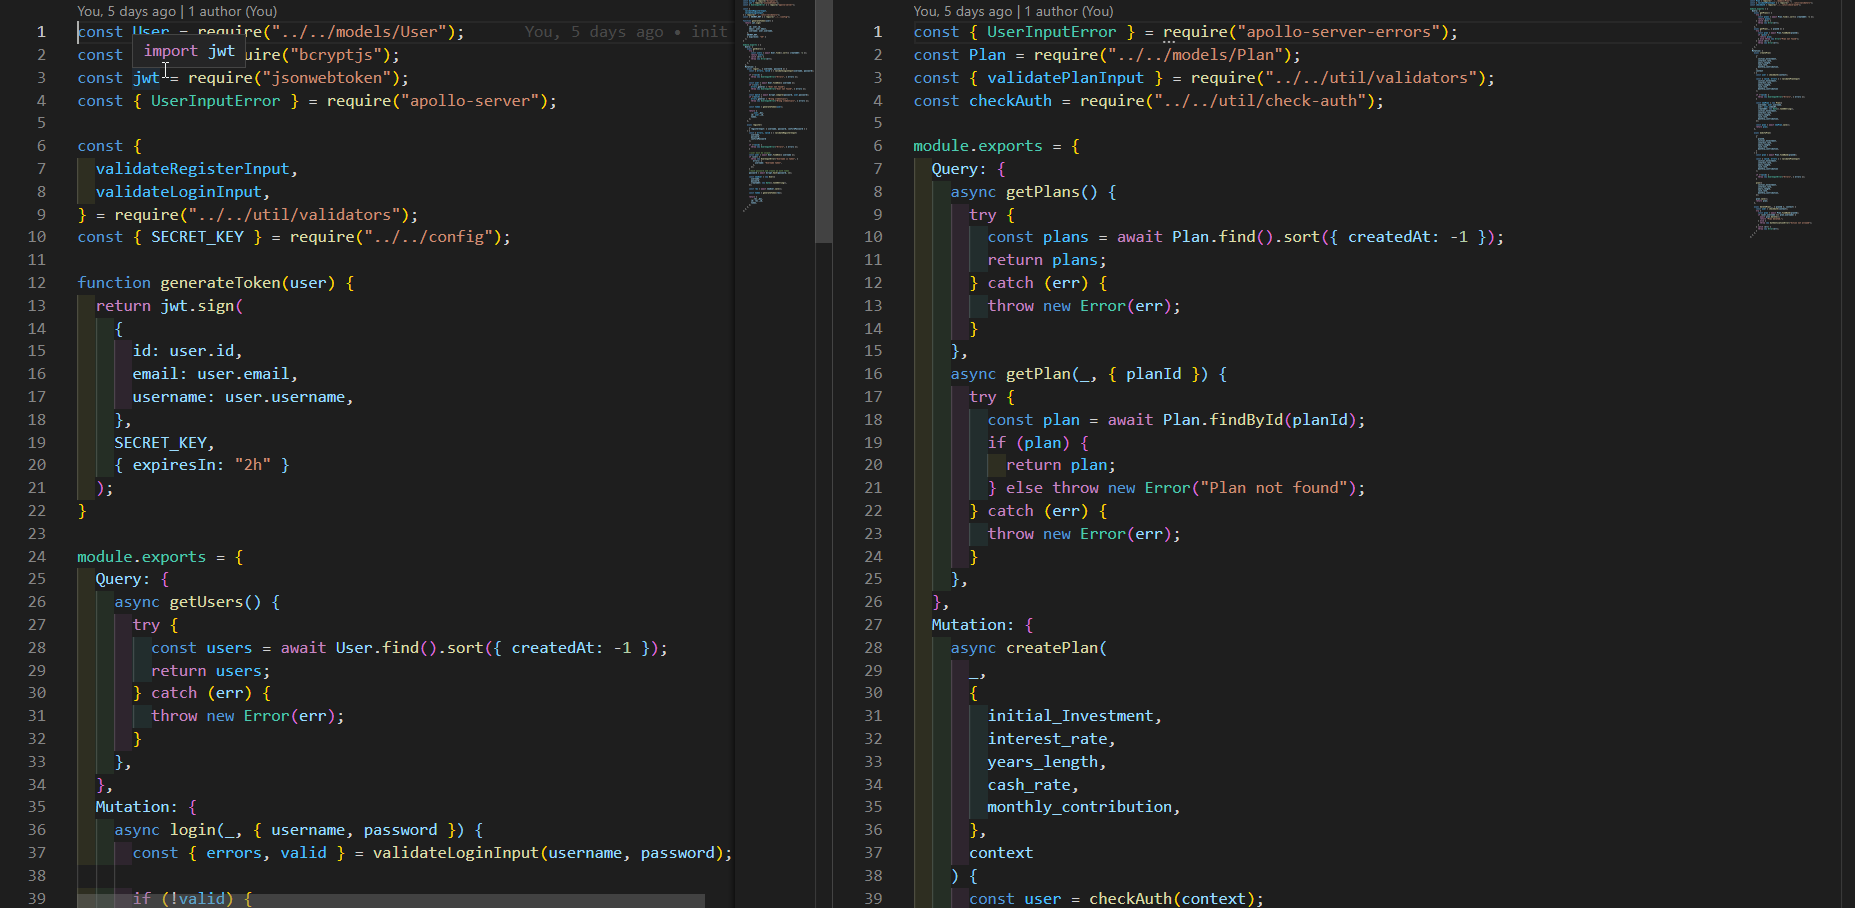 You, 5 days ago | 1 author (You)
1 const User = require("../../models/User"); You, 5 days ago • init
import jwt
2 const uire("bcryptjs");
3 const jwt = require("jsonwebtoken");
4 const { UserInputError } = require("apollo-server");
5
6 const {
7 validateRegisterInput,
8 validateLoginInput,
9 } = require("../../util/validators");
10 const { SECRET_KEY } = require("../../config");
11
12 function generateToken(user) {
13 return jwt.sign(
14 {
15 id: user.id,
16 email: user.email,
17 username: user.username,
18 },
19 SECRET_KEY,
20 { expiresIn: "2h" }
21 );
22 }
23
24 module.exports = {
25 Query: {
26 async getUsers() {
27 try {
28 const users = await User.find().sort({ createdAt: -1 });
29 return users;
30 } catch (err) {
31 throw new Error(err);
32 }
33 },
34 },
35 Mutation: {
36 async login(_, { username, password }) {
37 const { errors, valid } = validateLoginInput(username, password);
38
39 if (!valid) {
You, 5 days ago | 1 author (You)
1 const { UserInputError } = require("apollo-server-errors");
2 const Plan = require("../../models/Plan");
3 const { validatePlanInput } = require("../../util/validators");
4 const checkAuth = require("../../util/check-auth");
5
6 module.exports = {
7 Query: {
8 async getPlans() {
9 try {
10 const plans = await Plan.find().sort({ createdAt: -1 });
11 return plans;
12 } catch (err) {
13 throw new Error(err);
14 }
15 },
16 async getPlan(_, { planId }) {
17 try {
18 const plan = await Plan.findById(planId);
19 if (plan) {
20 return plan;
21 } else throw new Error("Plan not found");
22 } catch (err) {
23 throw new Error(err);
24 }
25 },
26 },
27 Mutation: {
28 async createPlan(
29 _,
30 {
31 initial_Investment,
32 interest_rate,
33 years_length,
34 cash_rate,
35 monthly_contribution,
36 },
37 context
38 ) {
39 const user = checkAuth(context);